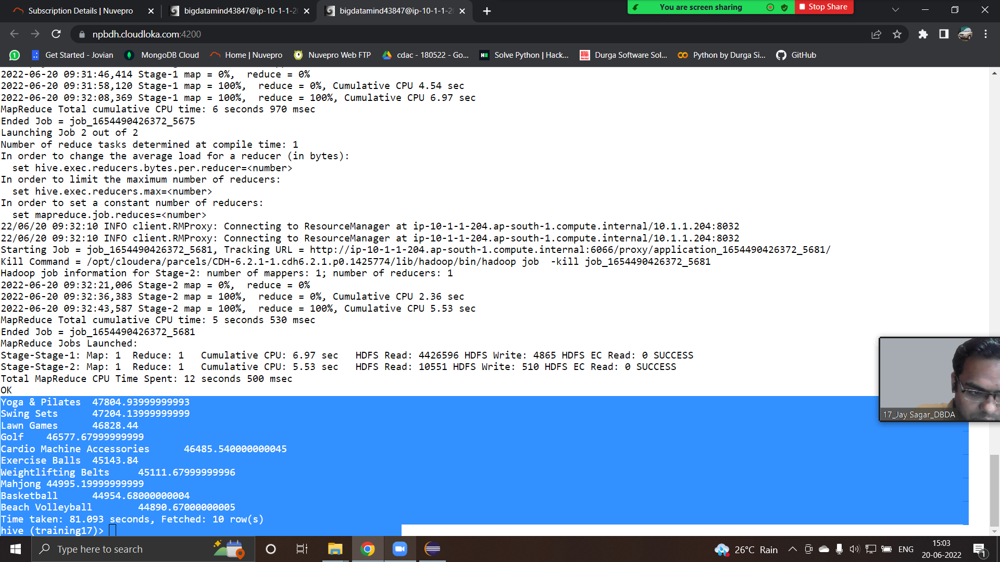 Subscription Details | Nuvepro
bigdatamind43847@ip-10-1-1-20
bigdatamind43847@ip-10-1-1-20
You are screen sharing
Stop Share
npbdh.cloudloka.com:4200
Get Started - Jovian
MongoDB Cloud
Home | Nuvepro
Nuvepro Web FTP
cdac - 180522 - Go...
Solve Python | Hack...
Durga Software Sol...
Python by Durga Si...
GitHub
2022-06-20 09:31:46,414 Stage-1 map = 0%,  reduce = 0%
2022-06-20 09:31:58,120 Stage-1 map = 100%,  reduce = 0%, Cumulative CPU 4.54 sec
2022-06-20 09:32:08,369 Stage-1 map = 100%,  reduce = 100%, Cumulative CPU 6.97 sec
MapReduce Total cumulative CPU time: 6 seconds 970 msec
Ended Job = job_1654490426372_5675
Launching Job 2 out of 2
Number of reduce tasks determined at compile time: 1
In order to change the average load for a reducer (in bytes):
  set hive.exec.reducers.bytes.per.reducer=<number>
In order to limit the maximum number of reducers:
  set hive.exec.reducers.max=<number>
In order to set a constant number of reducers:
  set mapreduce.job.reduces=<number>
22/06/20 09:32:10 INFO client.RMProxy: Connecting to ResourceManager at ip-10-1-1-204.ap-south-1.compute.internal/10.1.1.204:8032
22/06/20 09:32:10 INFO client.RMProxy: Connecting to ResourceManager at ip-10-1-1-204.ap-south-1.compute.internal/10.1.1.204:8032
Starting Job = job_1654490426372_5681, Tracking URL = http://ip-10-1-1-204.ap-south-1.compute.internal:6066/proxy/application_1654490426372_5681/
Kill Command = /opt/cloudera/parcels/CDH-6.2.1-1.cdh6.2.1.p0.1425774/lib/hadoop/bin/hadoop job  -kill job_1654490426372_5681
Hadoop job information for Stage-2: number of mappers: 1; number of reducers: 1
2022-06-20 09:32:21,006 Stage-2 map = 0%,  reduce = 0%
2022-06-20 09:32:36,383 Stage-2 map = 100%,  reduce = 0%, Cumulative CPU 2.36 sec
2022-06-20 09:32:43,587 Stage-2 map = 100%,  reduce = 100%, Cumulative CPU 5.53 sec
MapReduce Total cumulative CPU time: 5 seconds 530 msec
Ended Job = job_1654490426372_5681
MapReduce Jobs Launched:
Stage-Stage-1: Map: 1  Reduce: 1   Cumulative CPU: 6.97 sec   HDFS Read: 4426596 HDFS Write: 4865 HDFS EC Read: 0 SUCCESS
Stage-Stage-2: Map: 1  Reduce: 1   Cumulative CPU: 5.53 sec   HDFS Read: 10551 HDFS Write: 510 HDFS EC Read: 0 SUCCESS
Total MapReduce CPU Time Spent: 12 seconds 500 msec
OK
Yoga & Pilates  47804.93999999993
Swing Sets      47204.13999999999
Lawn Games      46828.44
Golf    46577.67999999999
Cardio Machine Accessories      46485.540000000045
Exercise Balls  45143.84
Weightlifting Belts     45111.67999999996
Mahjong 44995.19999999999
Basketball      44954.68000000004
Beach Volleyball        44890.67000000005
Time taken: 81.093 seconds, Fetched: 10 row(s)
hive (training17)>
17_Jay Sagar_DBDA
Type here to search
26°C Rain
ENG
15:03
20-06-2022
1